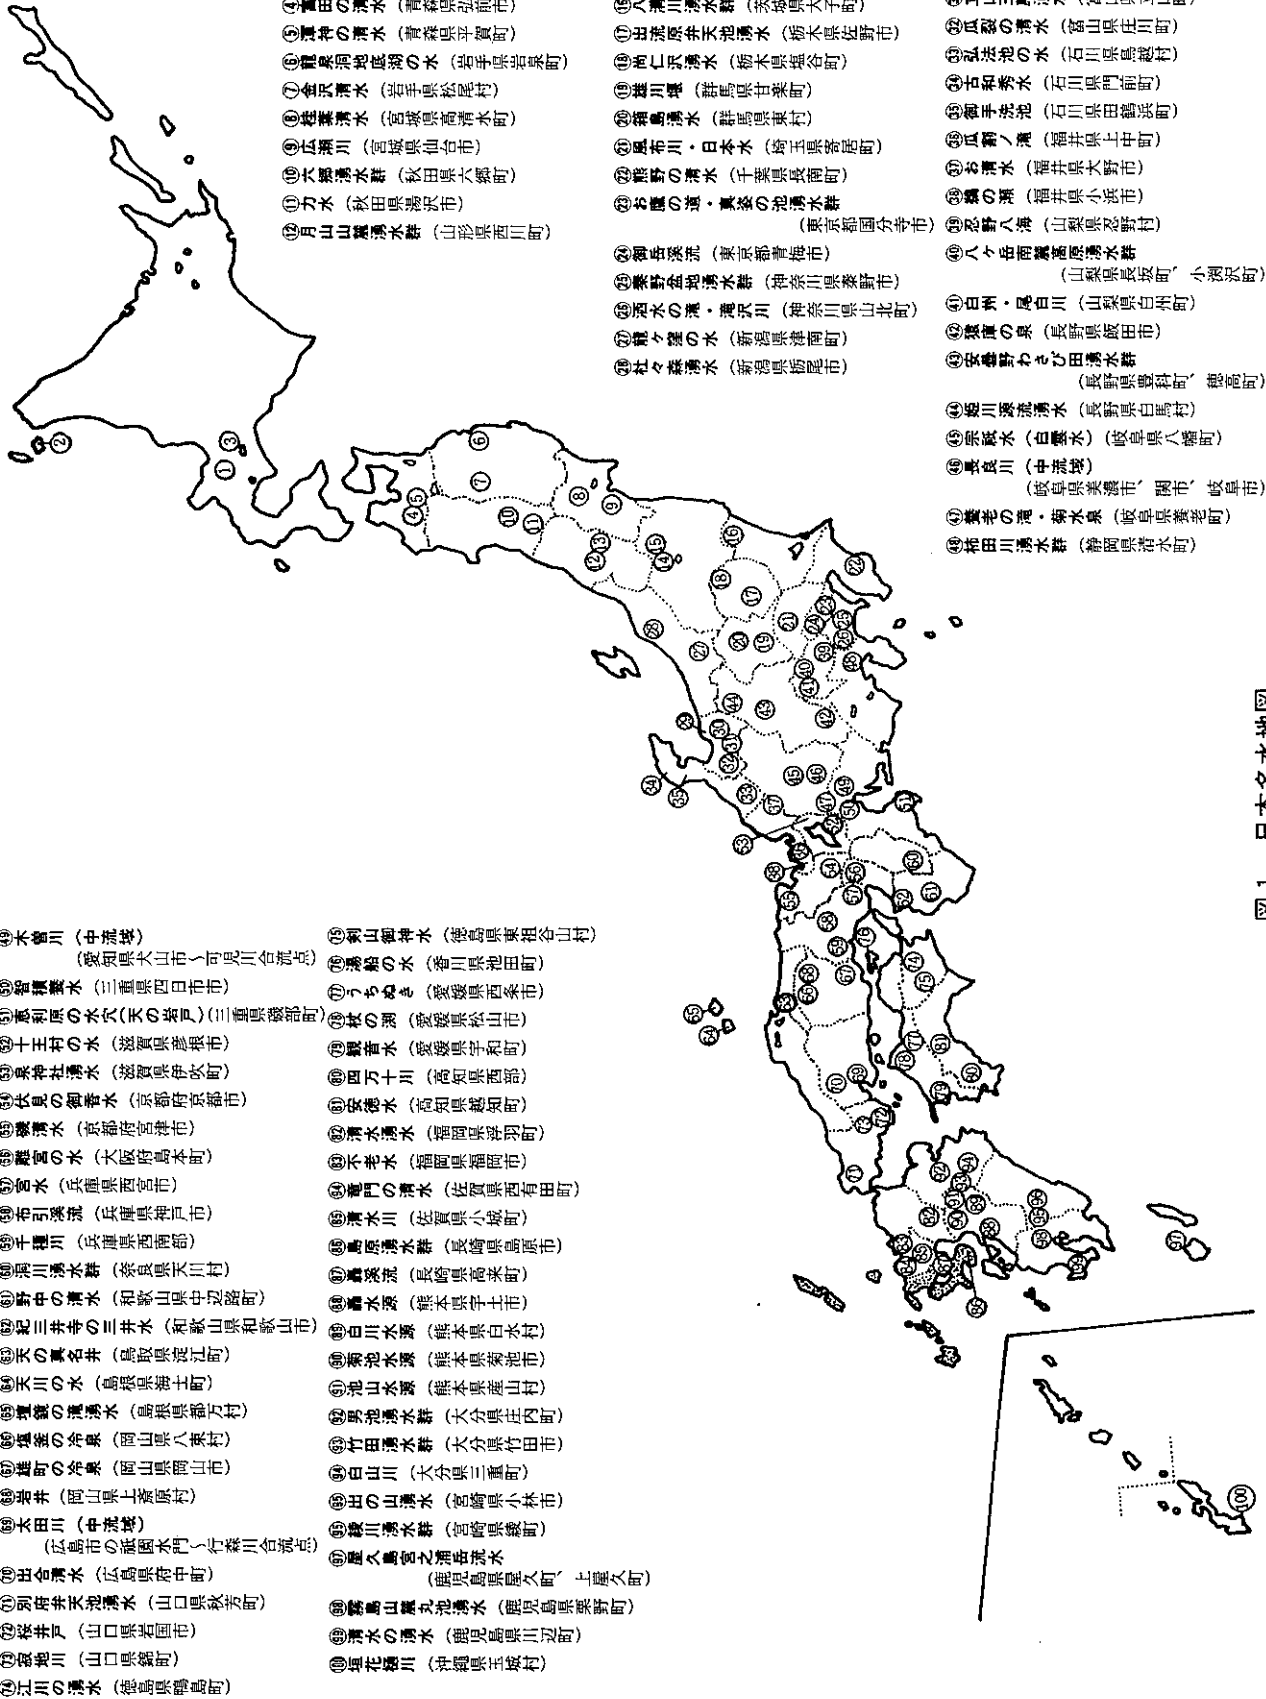 ④富田の清水（青森県弘前市）
⑤渾神の清水（青森県平賀町）
⑥龍泉洞地底湖の水（岩手県岩泉町）
⑦金沢清水（岩手県松尾村）
⑧桂葉清水（宮城県高清水町）
⑨広瀬川（宮城県仙台市）
⑩六郷湧水群（秋田県六郷町）
⑪力水（秋田県湯沢市）
⑫月山山麓湧水群（山形県西川町）
⑯八溝川湧水群（茨城県大子町）
⑰出流原弁天池湧水（栃木県佐野市）
⑱尚仁沢湧水（栃木県塩谷町）
⑲雄川堰（群馬県甘楽町）
⑳箱島湧水（群馬県東村）
㉑風布川・日本水（埼玉県寄居町）
㉒熊野の清水（千葉県長南町）
㉓お鷹の道・真姿の池湧水群
（東京都国分寺市）
㉔御岳渓流（東京都青梅市）
㉕秦野盆地湧水群（神奈川県秦野市）
㉖洒水の滝・滝沢川（神奈川県山北町）
㉗龍ヶ窪の水（新潟県津南町）
㉘杜々森湧水（新潟県栃尾市）
㉜瓜裂の清水（富山県庄川町）
㉝弘法池の水（石川県鳥越村）
㉞古和秀水（石川県門前町）
㉟御手洗池（石川県田鶴浜町）
㊱瓜割ノ滝（福井県上中町）
㊲お清水（福井県大野市）
㊳鵜の瀬（福井県小浜市）
㊴忍野八海（山梨県忍野村）
㊵八ヶ岳南麓高原湧水群
（山梨県長坂町、小渕沢町）
㊶白州・尾白川（山梨県白州町）
㊷猿庫の泉（長野県飯田市）
㊸安曇野わさび田湧水群
（長野県豊科町、穂高町）
㊹姫川源流湧水（長野県白馬村）
㊺宗祇水（白雲水）（岐阜県八幡町）
㊻長良川（中流域）
（岐阜県美濃市、関市、岐阜市）
㊼養老の滝・菊水泉（岐阜県養老町）
㊽柿田川湧水群（静岡県清水町）
㊾木曽川（中流域）
（愛知県犬山市〜可児川合流点）
㊿智積養水（三重県四日市市）
51恵利原の水穴（天の岩戸）（三重県磯部町）
52十王村の水（滋賀県彦根市）
53泉神社湧水（滋賀県伊吹町）
54伏見の御香水（京都府京都市）
55磯清水（京都府宮津市）
56離宮の水（大阪府島本町）
57宮水（兵庫県西宮市）
58布引渓流（兵庫県神戸市）
59千種川（兵庫県西南部）
60洞川湧水群（奈良県天川村）
61野中の清水（和歌山県中辺路町）
62紀三井寺の三井水（和歌山県和歌山市）
63天の真名井（鳥取県淀江町）
64天川の水（島根県海士町）
65壇鏡の滝湧水（島根県都万村）
66塩釜の冷泉（岡山県八束村）
67雄町の冷泉（岡山県岡山市）
68岩井（岡山県上斎原村）
69太田川（中流域）
（広島市の祇園水門〜行森川合流点）
70出合清水（広島県府中町）
71別府弁天池湧水（山口県秋芳町）
72桜井戸（山口県岩国市）
73寂地川（山口県錦町）
74江川の湧水（徳島県鴨島町）
75剣山御神水（徳島県東祖谷山村）
76湯船の水（香川県池田町）
77うちぬき（愛媛県西条市）
78杖の淵（愛媛県松山市）
79観音水（愛媛県宇和町）
80四万十川（高知県西部）
81安徳水（高知県越知町）
82清水湧水（福岡県浮羽町）
83不老水（福岡県福岡市）
84竜門の清水（佐賀県西有田町）
85清水川（佐賀県小城町）
86島原湧水群（長崎県島原市）
87轟渓流（長崎県高来町）
88轟水源（熊本県宇土市）
89白川水源（熊本県白水村）
90菊池水源（熊本県菊池市）
91池山水源（熊本県産山村）
92男池湧水群（大分県庄内町）
93竹田湧水群（大分県竹田市）
94白山川（大分県三重町）
95出の山湧水（宮崎県小林市）
96綾川湧水群（宮崎県綾町）
97屋久島宮之浦岳流水
（鹿児島県屋久町、上屋久町）
98霧島山麓丸池湧水（鹿児島県栗野町）
99清水の湧水（鹿児島県川辺町）
100垣花樋川（沖縄県玉城村）
図1 日本名水地図